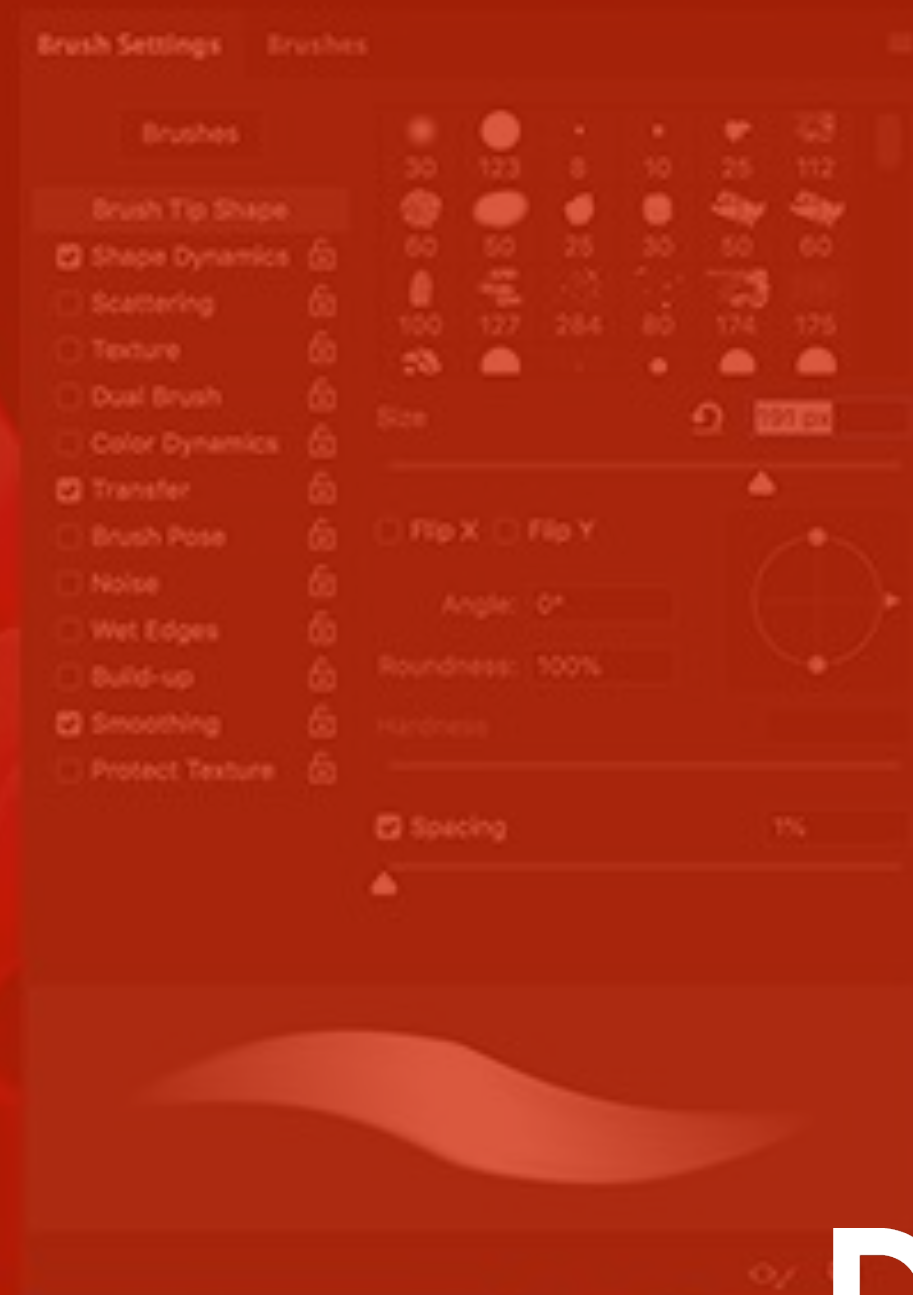 Brush Settings Brushes
Brushes
30 123 8 10 25 112
Brush Tip Shape
60 50 25 30 50 60
Shape Dynamics
Scattering
100 127 284 80 174 175
Texture
Dual Brush
Size 191 px
Color Dynamics
Transfer
Brush Pose
Flip X Flip Y
Noise
Angle: 0°
Wet Edges
Roundness: 100%
Build-up
Smoothing
Hardness
Protect Texture
Spacing 1%